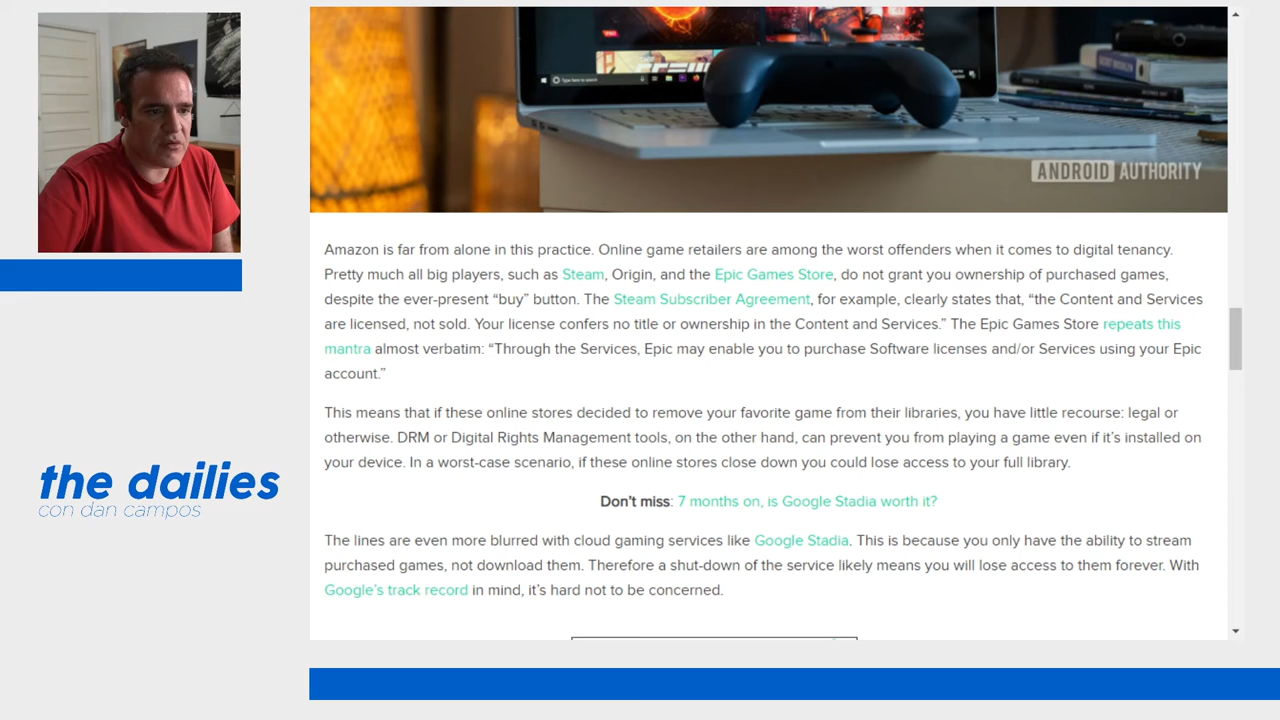 Type here to search
ANDROID AUTHORITY
Amazon is far from alone in this practice. Online game retailers are among the worst offenders when it comes to digital tenancy.
Pretty much all big players, such as Steam, Origin, and the Epic Games Store, do not grant you ownership of purchased games,
despite the ever-present “buy” button. The Steam Subscriber Agreement, for example, clearly states that, “the Content and Services
are licensed, not sold. Your license confers no title or ownership in the Content and Services.” The Epic Games Store repeats this
mantra almost verbatim: “Through the Services, Epic may enable you to purchase Software licenses and/or Services using your Epic
account.”
This means that if these online stores decided to remove your favorite game from their libraries, you have little recourse: legal or
otherwise. DRM or Digital Rights Management tools, on the other hand, can prevent you from playing a game even if it’s installed on
your device. In a worst-case scenario, if these online stores close down you could lose access to your full library.
Don’t miss: 7 months on, is Google Stadia worth it?
The lines are even more blurred with cloud gaming services like Google Stadia. This is because you only have the ability to stream
purchased games, not download them. Therefore a shut-down of the service likely means you will lose access to them forever. With
Google’s track record in mind, it’s hard not to be concerned.
the dailies
con dan campos